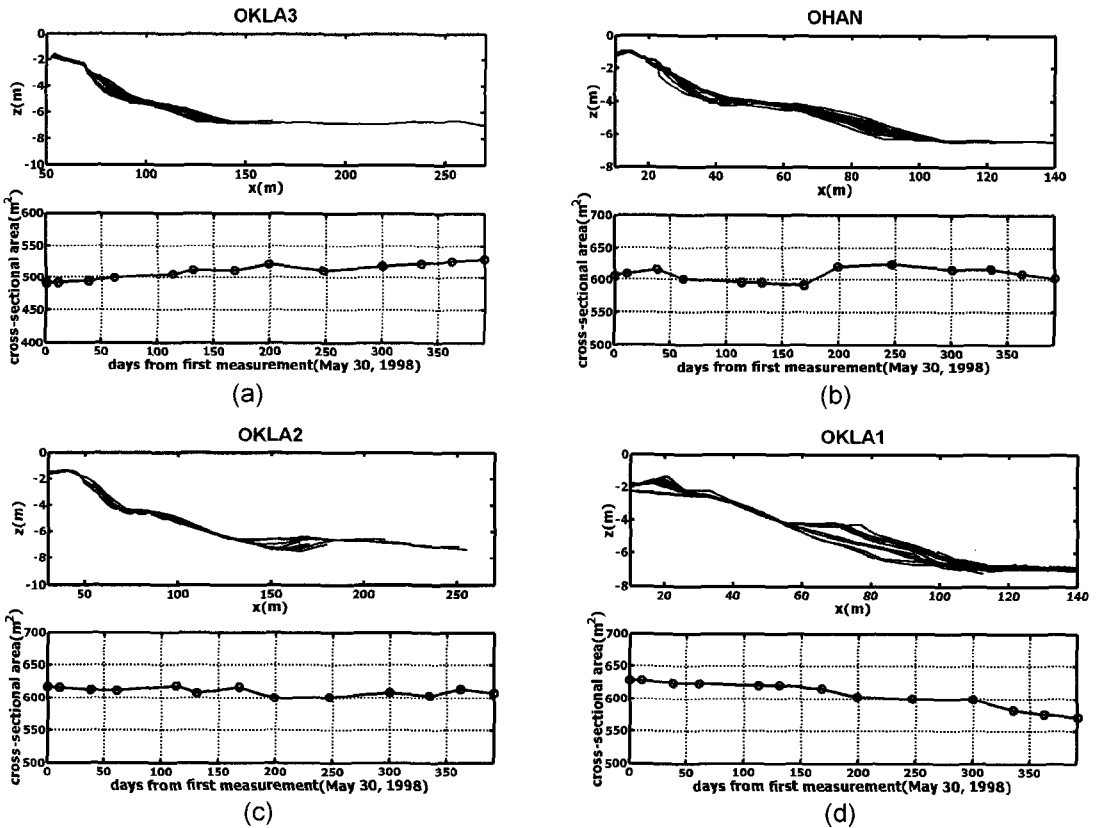 OKLA3
0
-2
-4
z(m)
-6
-8
-10
50 100 150 200 250
x(m)
600
550
500
450
400
cross-sectional area(m²)
0 50 100 150 200 250 300 350
days from first measurement(May 30, 1998)
(a)
OHAN
0
-2
z(m)
-4
-6
-8
20 40 60 80 100 120 140
x(m)
700
650
600
550
500
cross-sectional area(m²)
0 50 100 150 200 250 300 350
days from first measurement(May 30, 1998)
(b)
OKLA2
0
-2
-4
z(m)
-6
-8
-10
50 100 150 200 250
x(m)
700
650
600
550
500
cross-sectional area(m²)
0 50 100 150 200 250 300 350
days from first measurement(May 30, 1998)
(c)
OKLA1
0
-2
z(m)
-4
-6
-8
20 40 60 80 100 120 140
x(m)
700
650
600
550
500
cross-sectional area(m²)
0 50 100 150 200 250 300 350
days from first measurement(May 30, 1998)
(d)